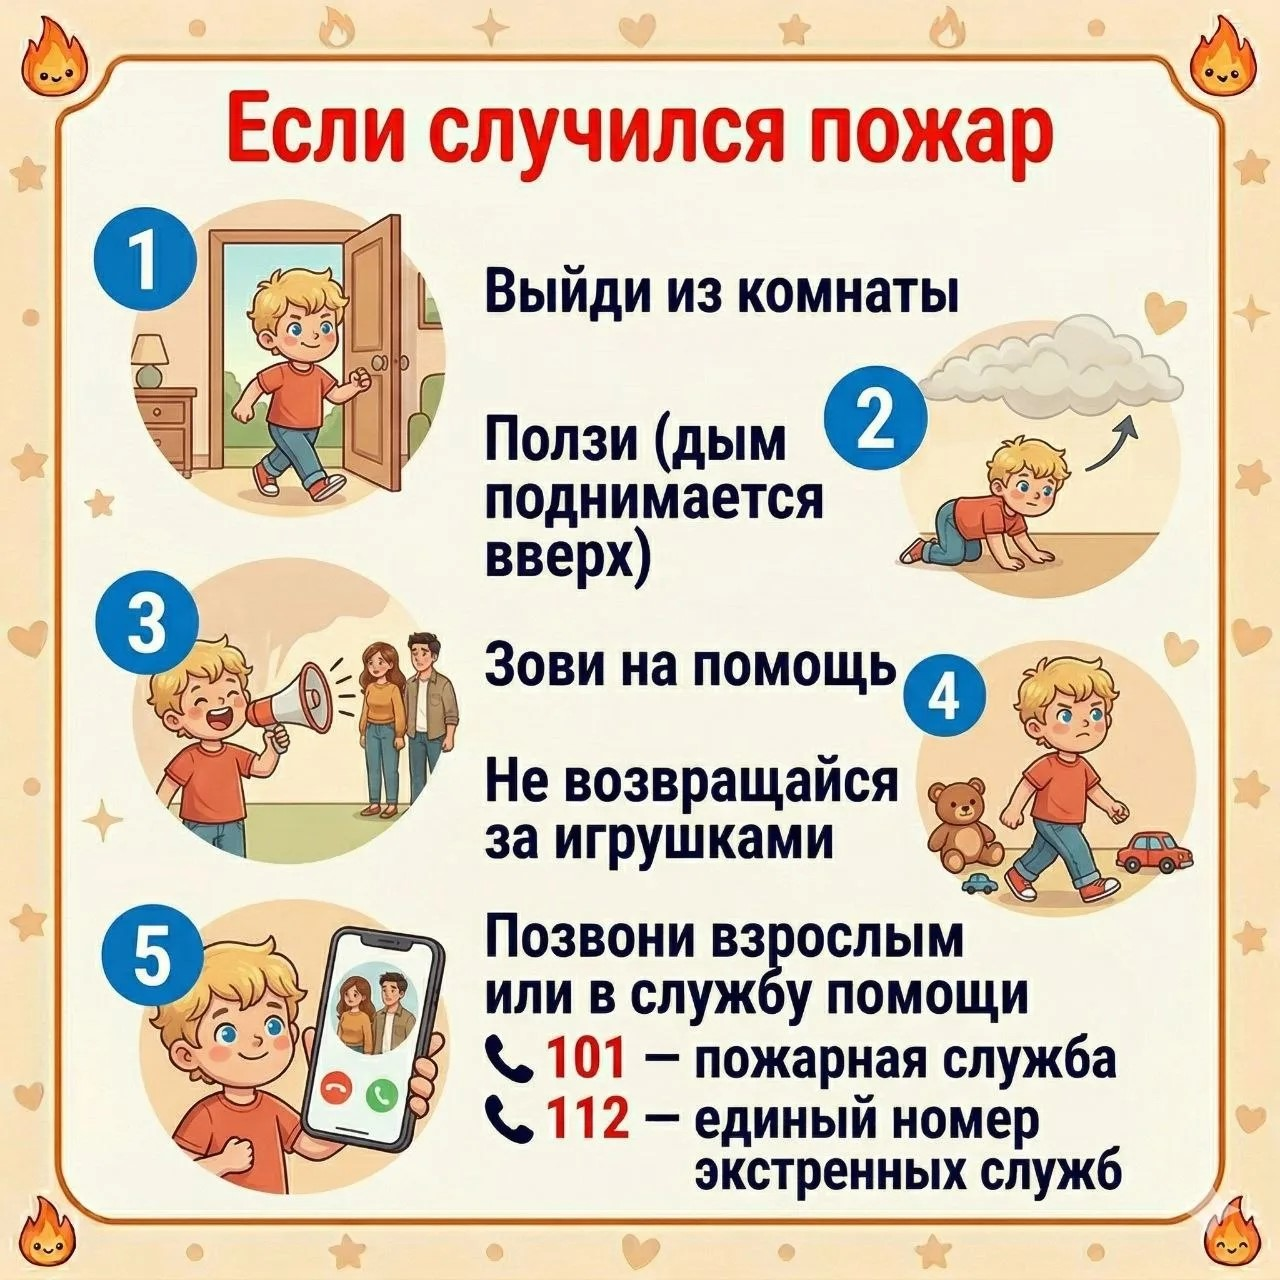 Если случился пожар
1
Выйди из комнаты
2
Ползи (дым
поднимается
вверх)
3
Зови на помощь
4
Не возвращайся
за игрушками
5
Позвони взрослым
или в службу помощи
101 — пожарная служба
112 — единый номер
экстренных служб